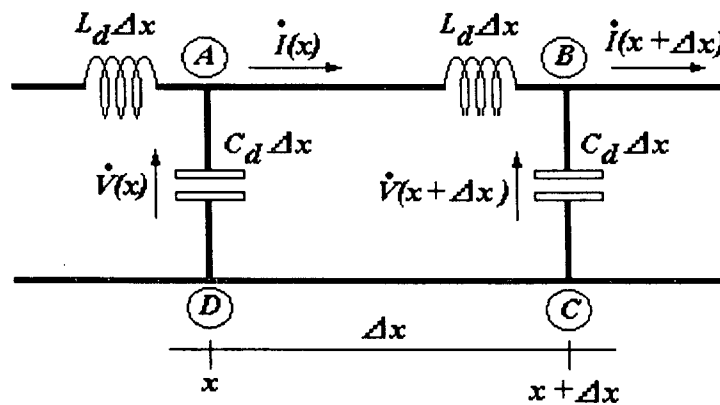 L_dΔx
A
İ(x)
L_dΔx
B
İ(x + Δx)
V̇(x)
C_dΔx
V̇(x + Δx)
C_dΔx
D
C
Δx
x
x + Δx